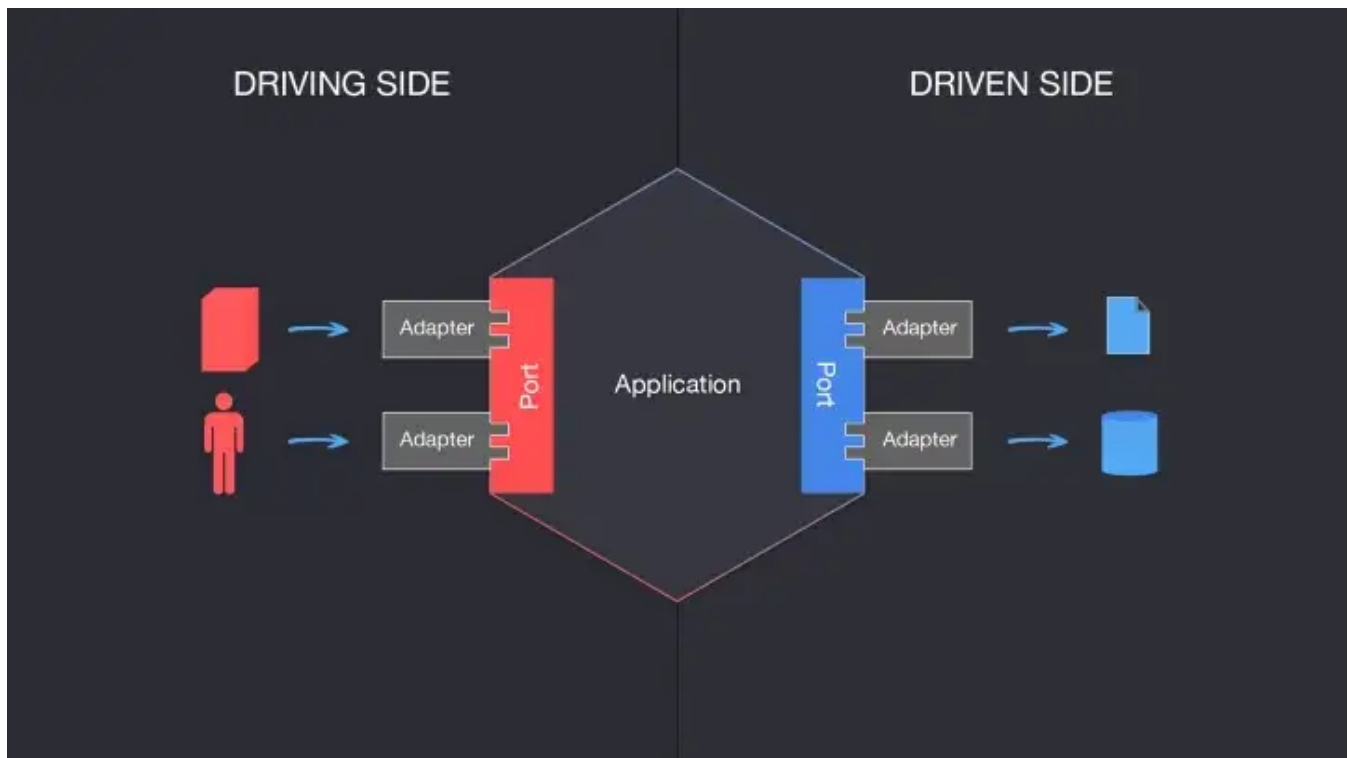 DRIVING SIDE
DRIVEN SIDE
Adapter
Adapter
Port
Application
Port
Adapter
Adapter